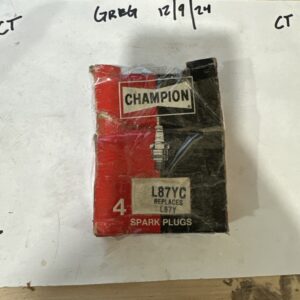 GREG 12/9/24
CT
CT
CHAMPION
L87YC
REPLACES
L87Y
4
SPARK PLUGS